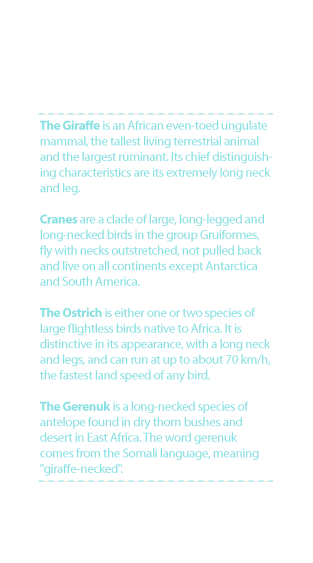 The Giraffe is an African even-toed ungulate
mammal, the tallest living terrestrial animal
and the largest ruminant. Its chief distinguish-
ing characteristics are its extremely long neck
and leg.
Cranes are a clade of large, long-legged and
long-necked birds in the group Gruiformes,
fly with necks outstretched, not pulled back
and live on all continents except Antarctica
and South America.
The Ostrich is either one or two species of
large flightless birds native to Africa. It is
distinctive in its appearance, with a long neck
and legs, and can run at up to about 70 km/h,
the fastest land speed of any bird.
The Gerenuk is a long-necked species of
antelope found in dry thorn bushes and
desert in East Africa. The word gerenuk
comes from the Somali language, meaning
"giraffe-necked".